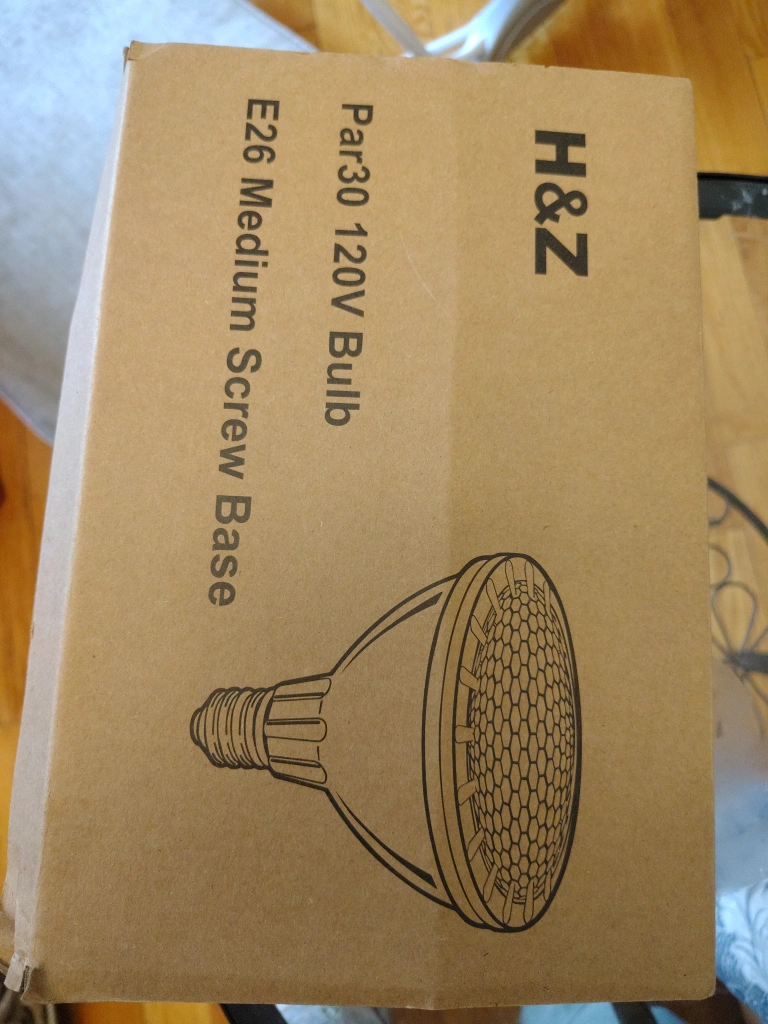 H&Z
Par30 120V Bulb
E26 Medium Screw Base